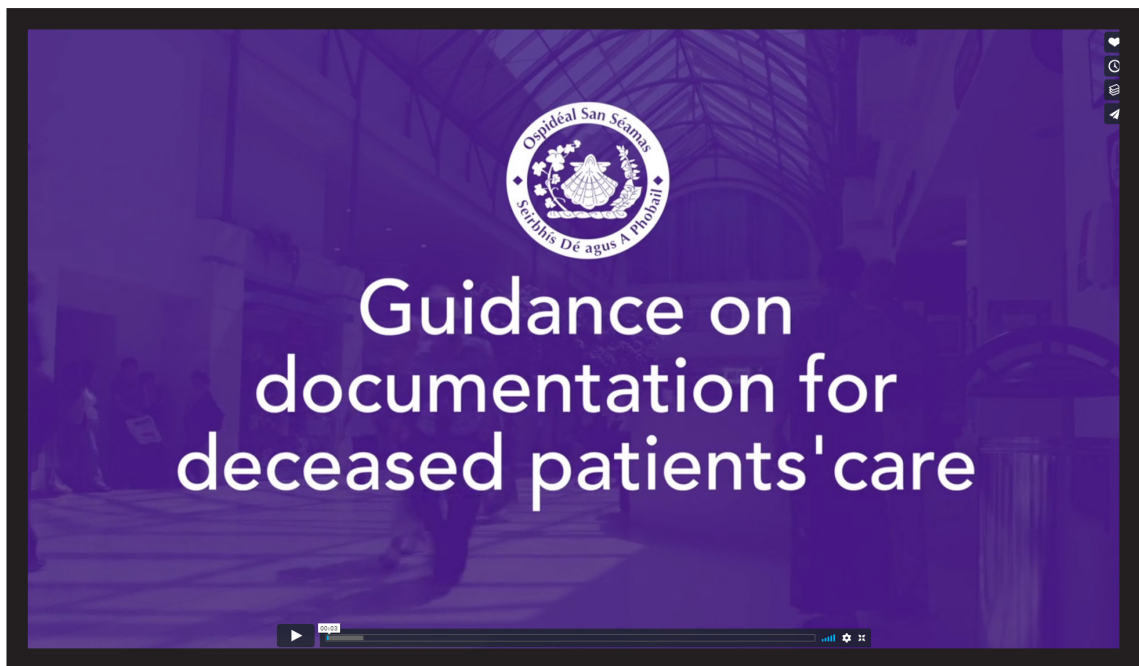 Ospidéal San Séamas
Seirbhís Dé agus A Phobail
Guidance on
documentation for
deceased patients'care
00:03